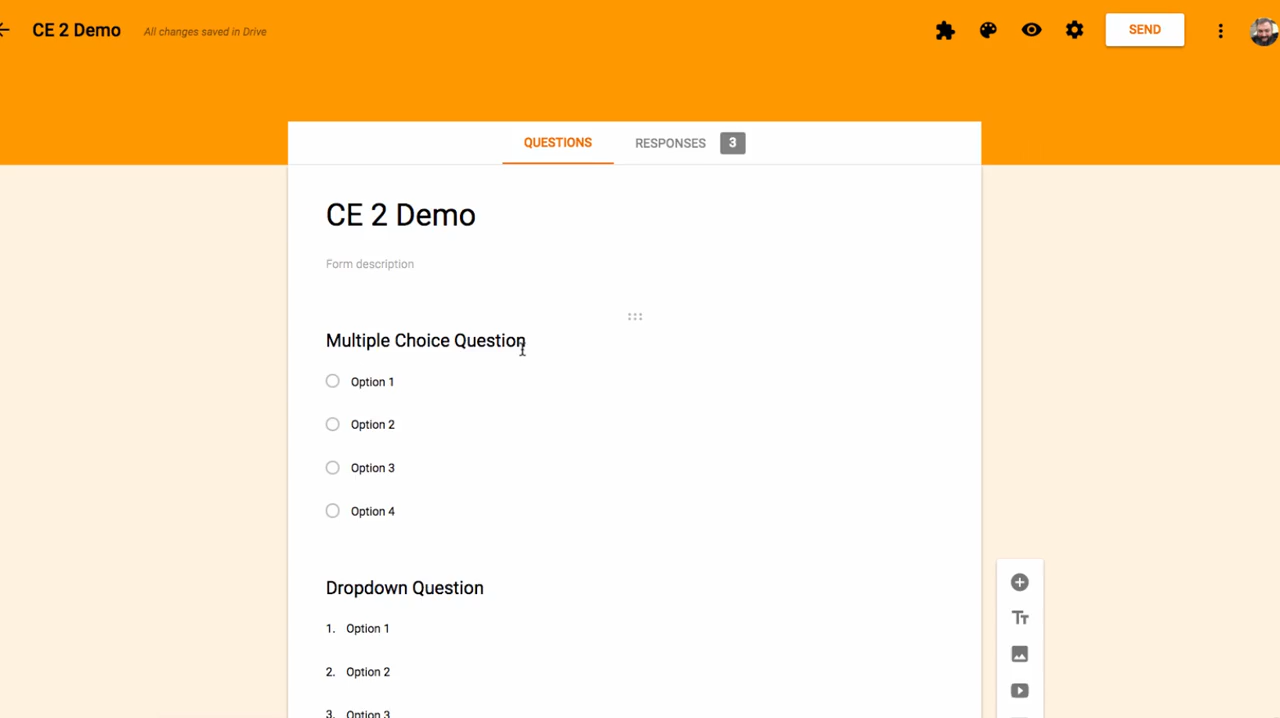 CE 2 Demo
All changes saved in Drive
SEND
QUESTIONS
RESPONSES
3
CE 2 Demo
Form description
Multiple Choice Question
Option 1
Option 2
Option 3
Option 4
Dropdown Question
1. Option 1
2. Option 2
3. Option 3
Tт